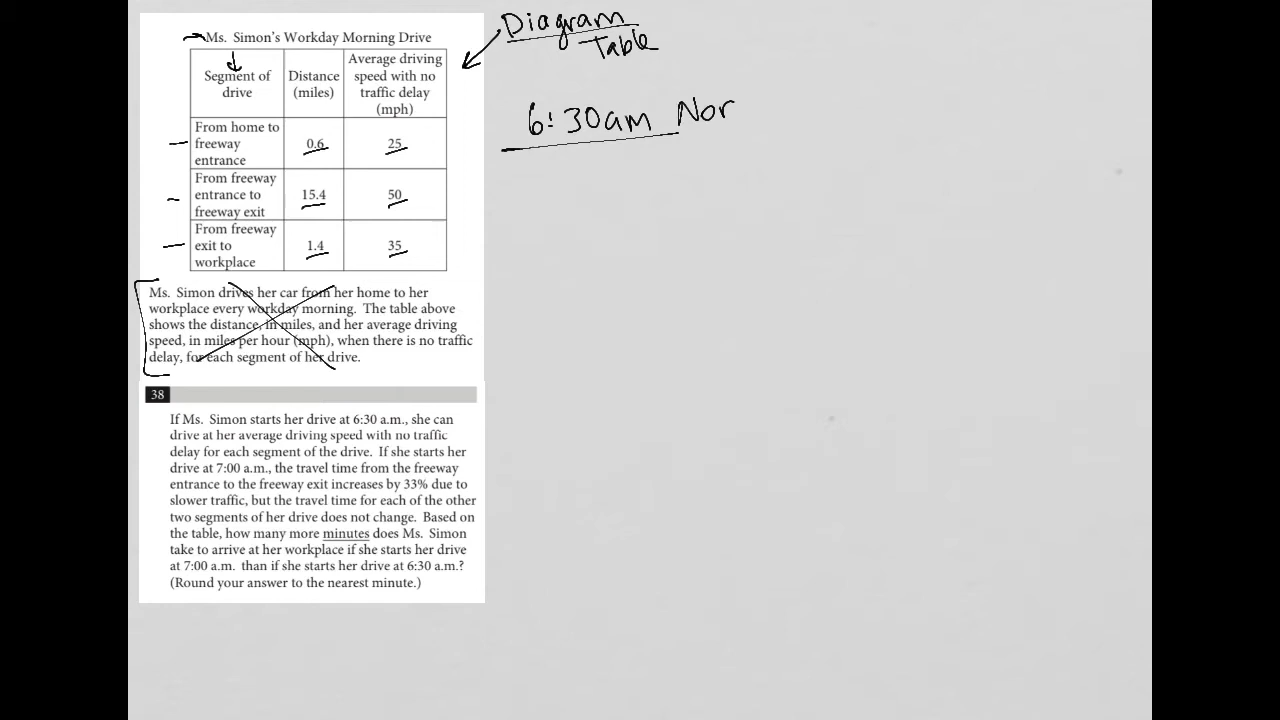 Ms. Simon's Workday Morning Drive
Segment of drive
Distance (miles)
Average driving speed with no traffic delay (mph)
From home to freeway entrance
0.6
25
From freeway entrance to freeway exit
15.4
50
From freeway exit to workplace
1.4
35
Ms. Simon drives her car from her home to her
workplace every workday morning. The table above
shows the distance, in miles, and her average driving
speed, in miles per hour (mph), when there is no traffic
delay, for each segment of her drive.
38
If Ms. Simon starts her drive at 6:30 a.m., she can
drive at her average driving speed with no traffic
delay for each segment of the drive. If she starts her
drive at 7:00 a.m., the travel time from the freeway
entrance to the freeway exit increases by 33% due to
slower traffic, but the travel time for each of the other
two segments of her drive does not change. Based on
the table, how many more minutes does Ms. Simon
take to arrive at her workplace if she starts her drive
at 7:00 a.m. than if she starts her drive at 6:30 a.m.?
(Round your answer to the nearest minute.)
Diagram
Table
6:30am Nor